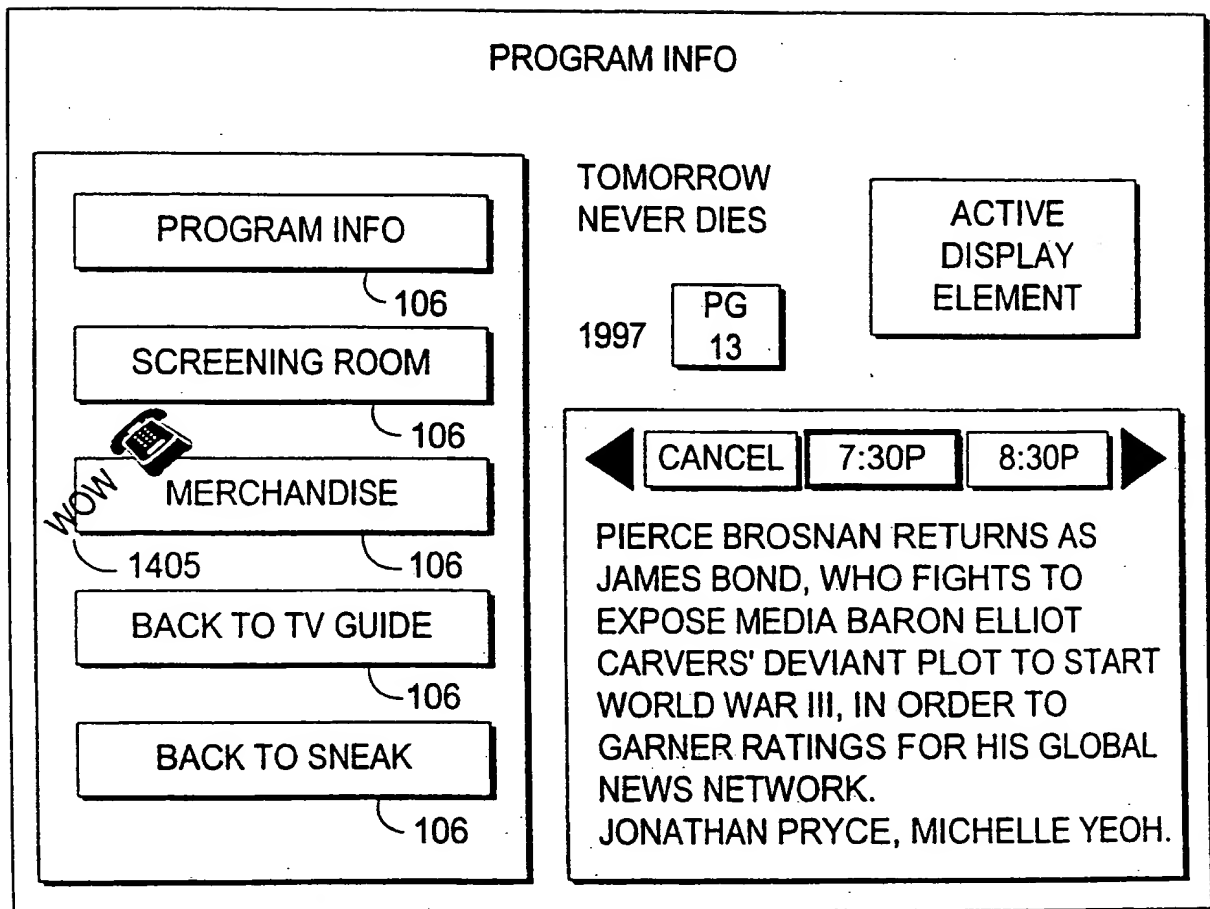 PROGRAM INFO
PROGRAM INFO
106
SCREENING ROOM
106
WOW
MERCHANDISE
1405
106
BACK TO TV GUIDE
106
BACK TO SNEAK
106
TOMORROW
NEVER DIES
1997
PG
13
ACTIVE
DISPLAY
ELEMENT
CANCEL
7:30P
8:30P
PIERCE BROSNAN RETURNS AS
JAMES BOND, WHO FIGHTS TO
EXPOSE MEDIA BARON ELLIOT
CARVERS' DEVIANT PLOT TO START
WORLD WAR III, IN ORDER TO
GARNER RATINGS FOR HIS GLOBAL
NEWS NETWORK.
JONATHAN PRYCE, MICHELLE YEOH.